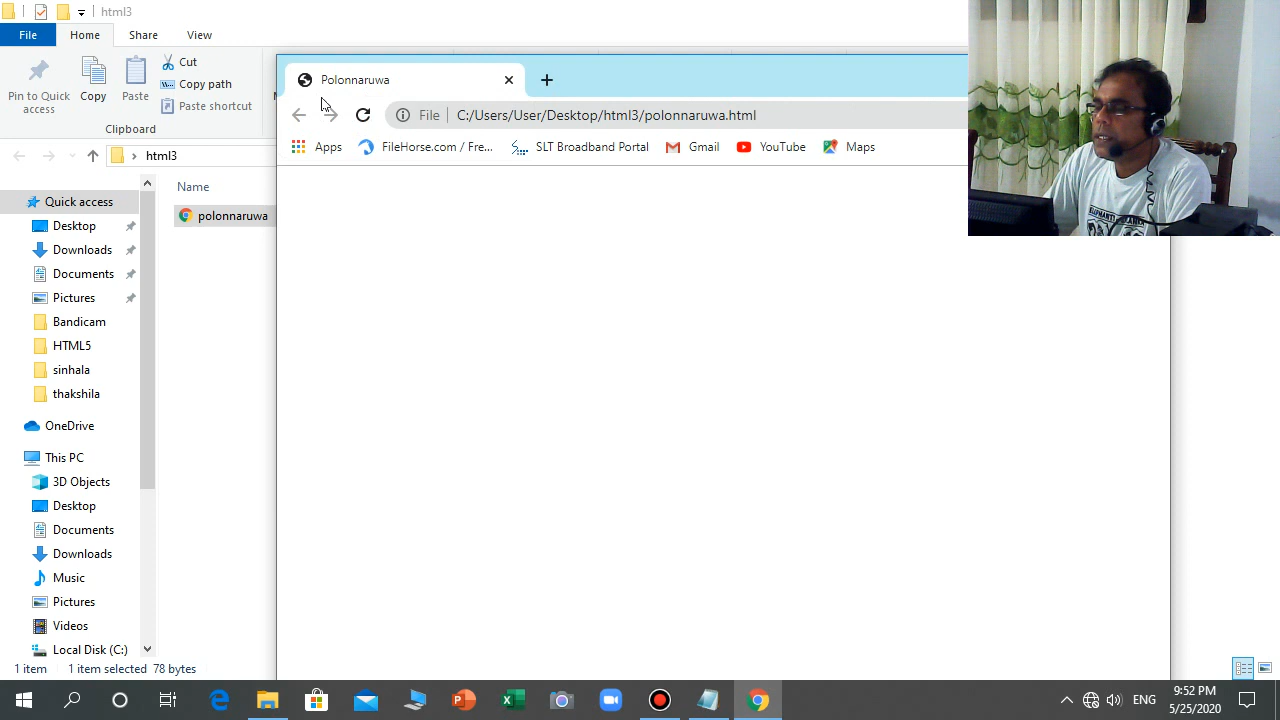 html3
File Home Share View
Pin to Quick access
Copy
Paste
Cut
Copy path
Paste shortcut
Clipboard
Polonnaruwa
File C:/Users/User/Desktop/html3/polonnaruwa.html
Apps FileHorse.com / Fre... SLT Broadband Portal Gmail YouTube Maps
html3
Name
polonnaruwa
Quick access
Desktop
Downloads
Documents
Pictures
Bandicam
HTML5
sinhala
thakshila
OneDrive
This PC
3D Objects
Desktop
Documents
Downloads
Music
Pictures
Videos
Local Disk (C:)
1 item 1 item selected 78 bytes
ENG
9:52 PM
5/25/2020